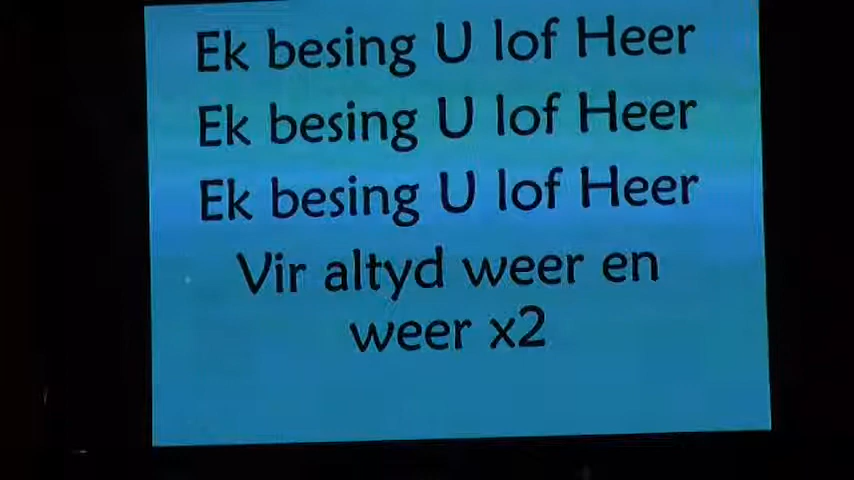 Ek besing U lof Heer
Ek besing U lof Heer
Ek besing U lof Heer
Vir altyd weer en
weer x2